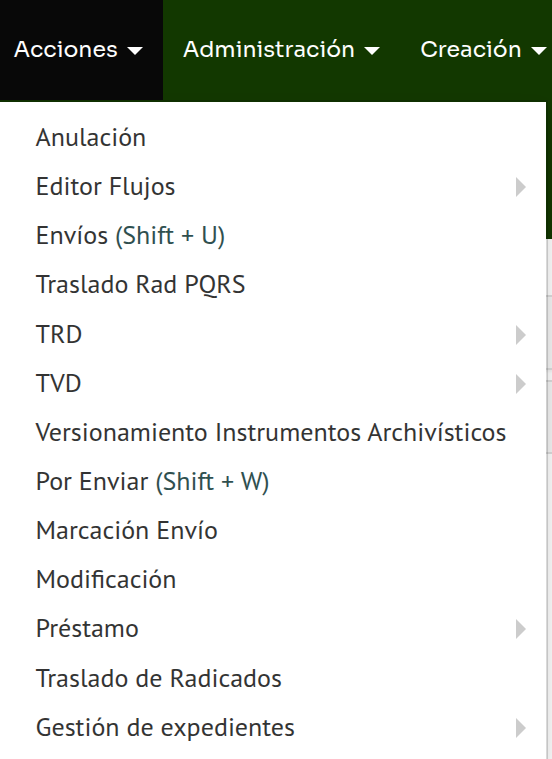 Acciones Administración Creación
Anulación
Editor Flujos
Envíos (Shift + U)
Traslado Rad PQRS
TRD
TVD
Versionamiento Instrumentos Archivísticos
Por Enviar (Shift + W)
Marcación Envío
Modificación
Préstamo
Traslado de Radicados
Gestión de expedientes